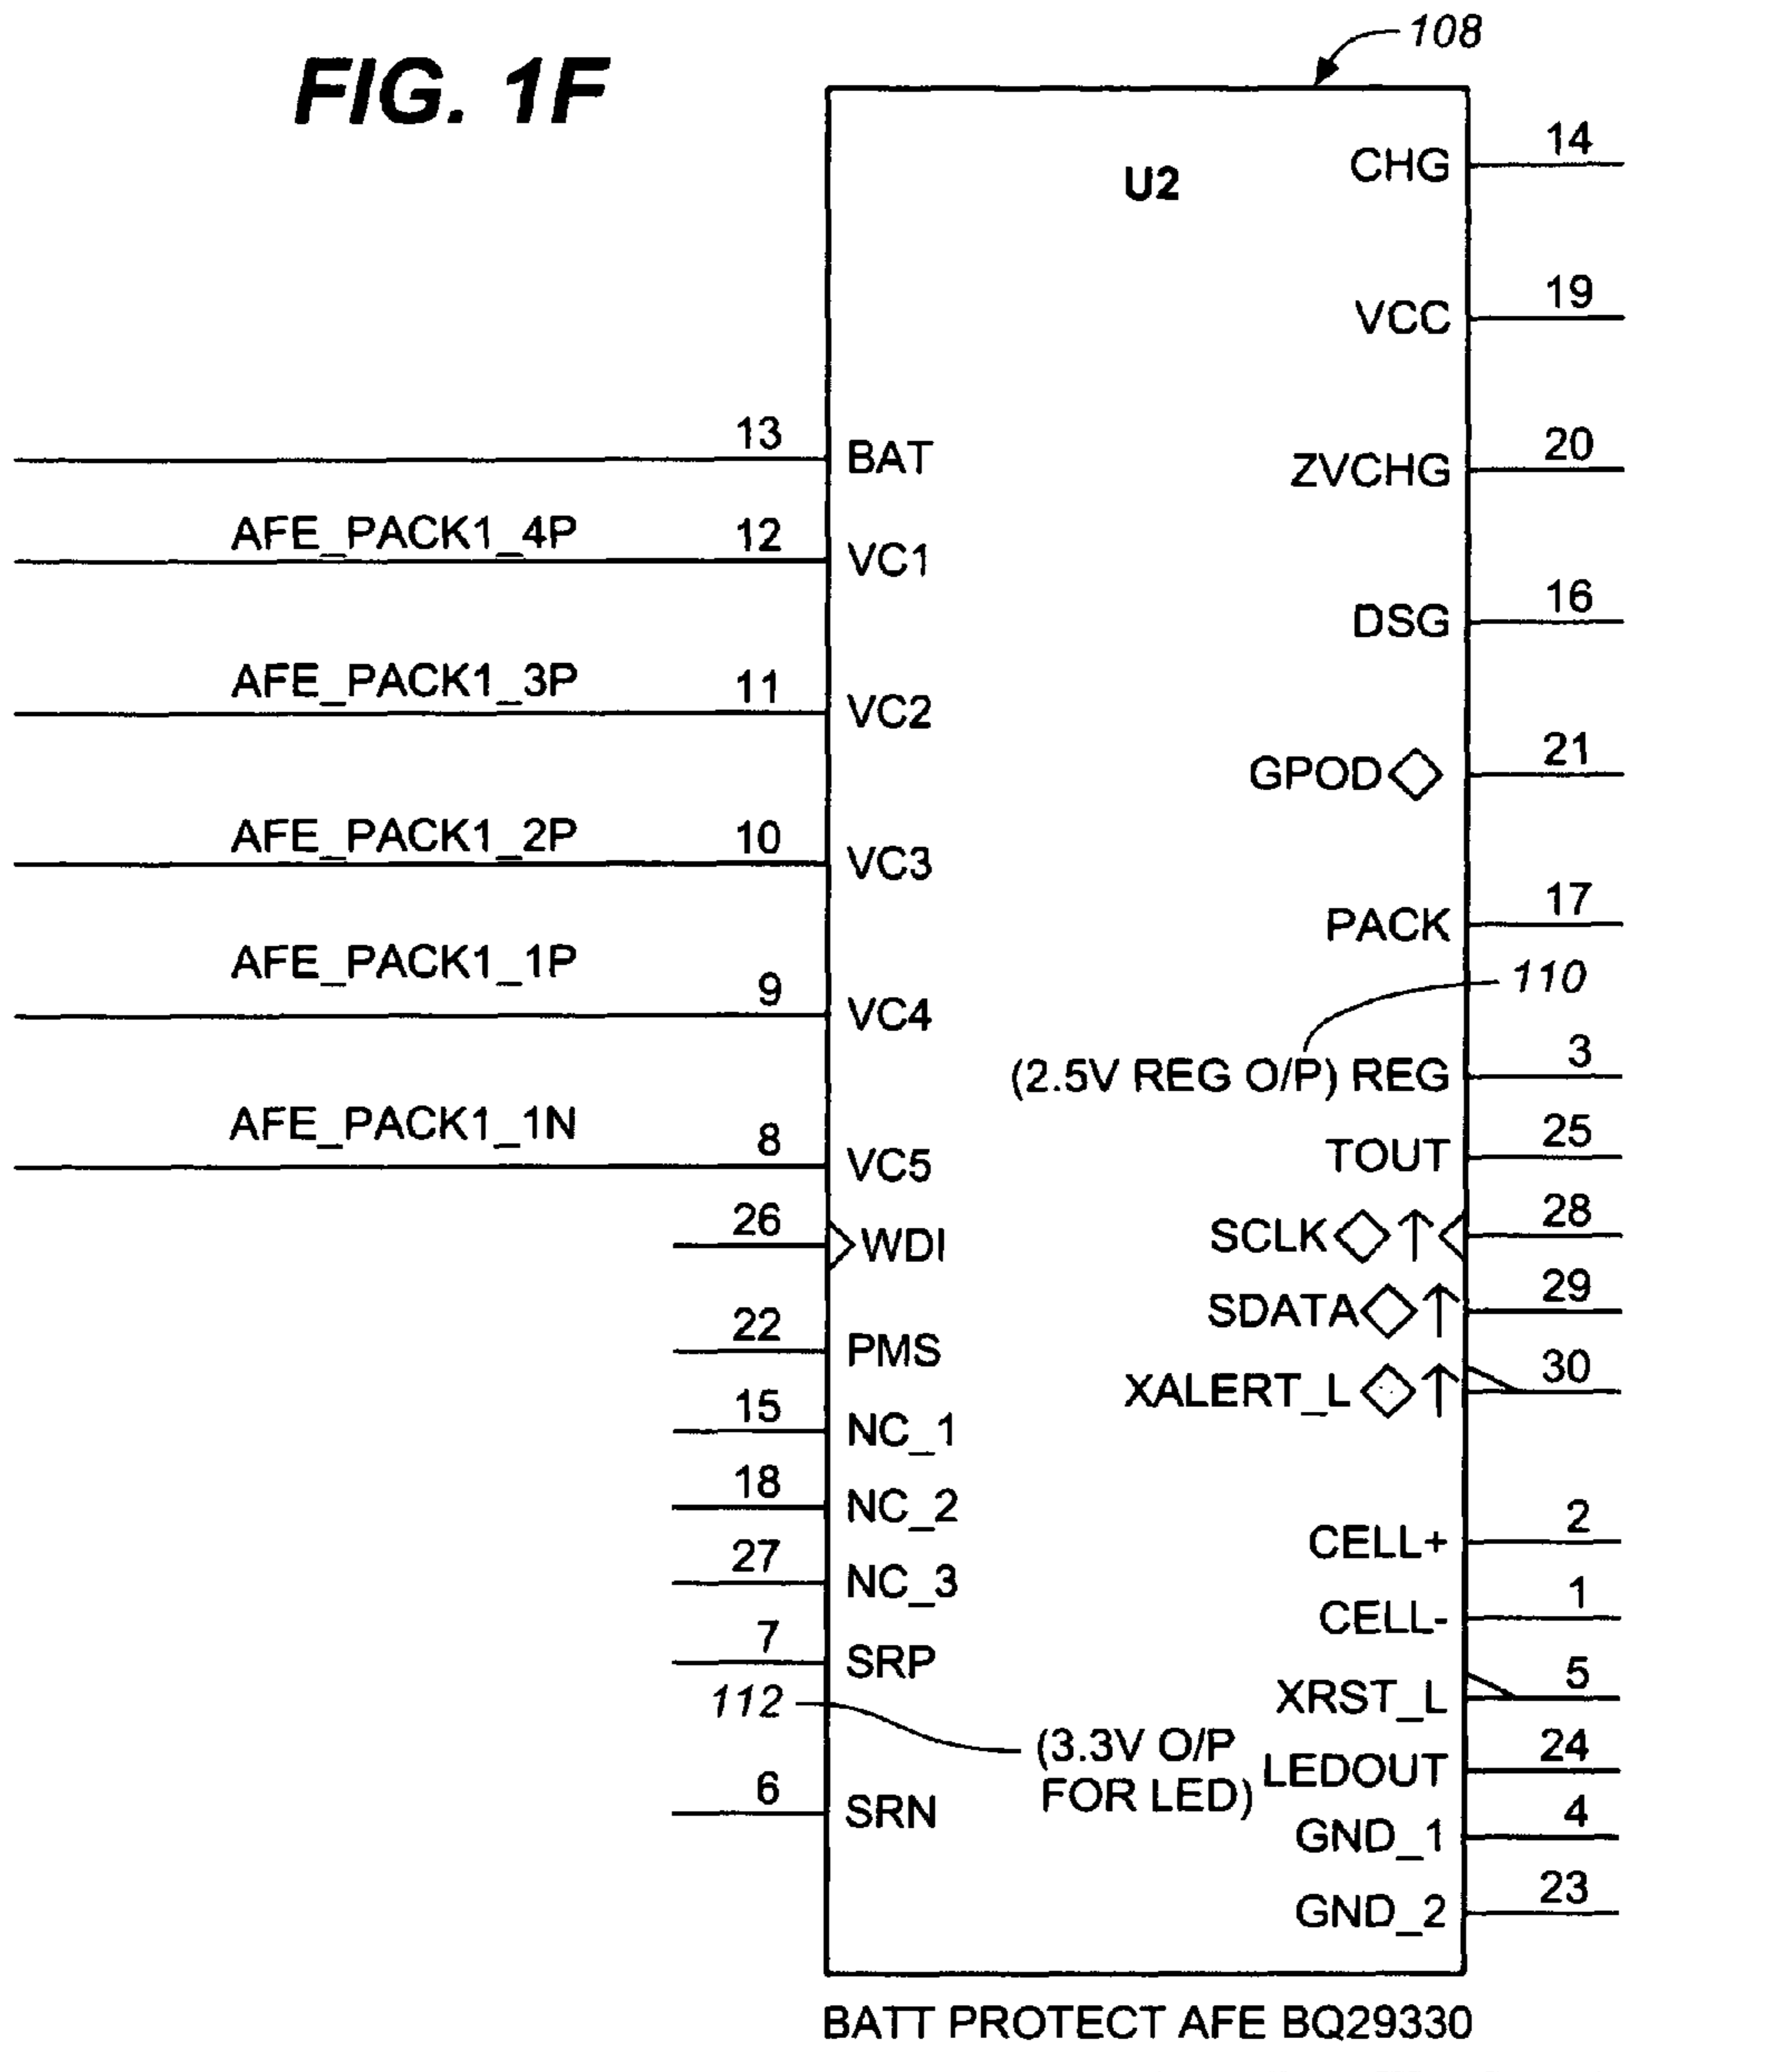 FIG. 1F
108
U2
CHG 14
VCC 19
13 BAT
ZVCHG 20
AFE_PACK1_4P 12 VC1
DSG 16
AFE_PACK1_3P 11 VC2
GPOD 21
AFE_PACK1_2P 10 VC3
PACK 17
110
AFE_PACK1_1P 9 VC4
(2.5V REG O/P) REG 3
AFE_PACK1_1N 8 VC5
TOUT 25
26 WDI
SCLK ↑ 28
SDATA ↑ 29
22 PMS
XALERT_L ↑ 30
15 NC_1
18 NC_2
CELL+ 2
27 NC_3
CELL- 1
7 SRP
XRST_L 5
112
(3.3V O/P
FOR LED)
LEDOUT 24
6 SRN
GND_1 4
GND_2 23
BATT PROTECT AFE BQ29330